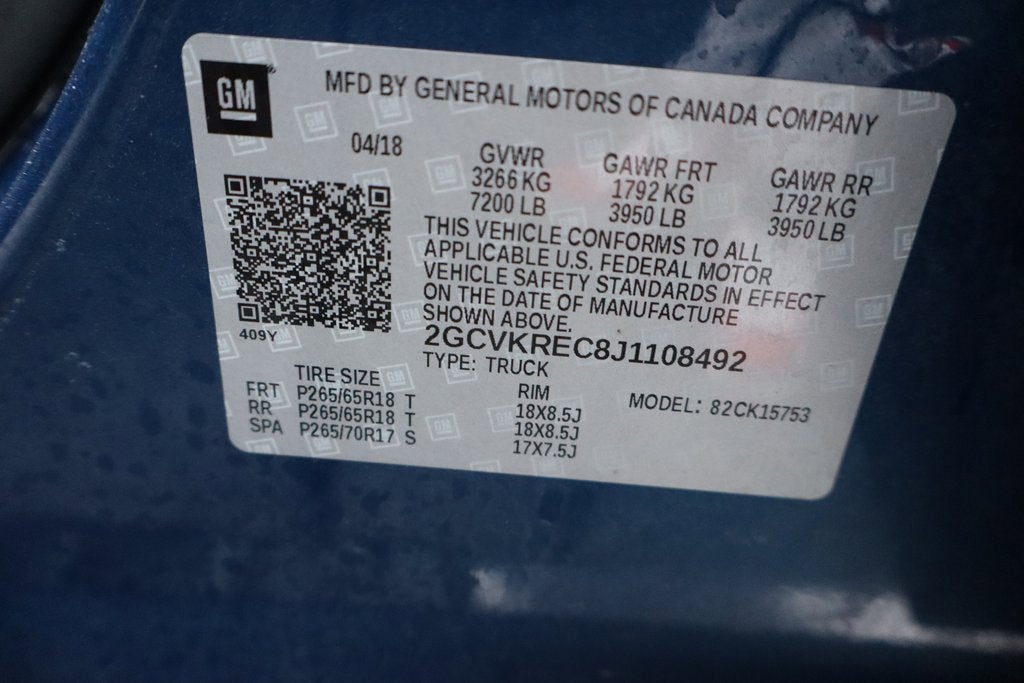 GM
MFD BY GENERAL MOTORS OF CANADA COMPANY
04/18
GVWR
3266 KG
7200 LB
GAWR FRT
1792 KG
3950 LB
GAWR RR
1792 KG
3950 LB
THIS VEHICLE CONFORMS TO ALL
APPLICABLE U.S. FEDERAL MOTOR
VEHICLE SAFETY STANDARDS IN EFFECT
ON THE DATE OF MANUFACTURE
SHOWN ABOVE.
2GCVKREC8J1108492
TYPE: TRUCK
409Y
TIRE SIZE RIM
FRT P265/65R18 T 18X8.5J
RR P265/65R18 T 18X8.5J
SPA P265/70R17 S 17X7.5J
MODEL: 82CK15753